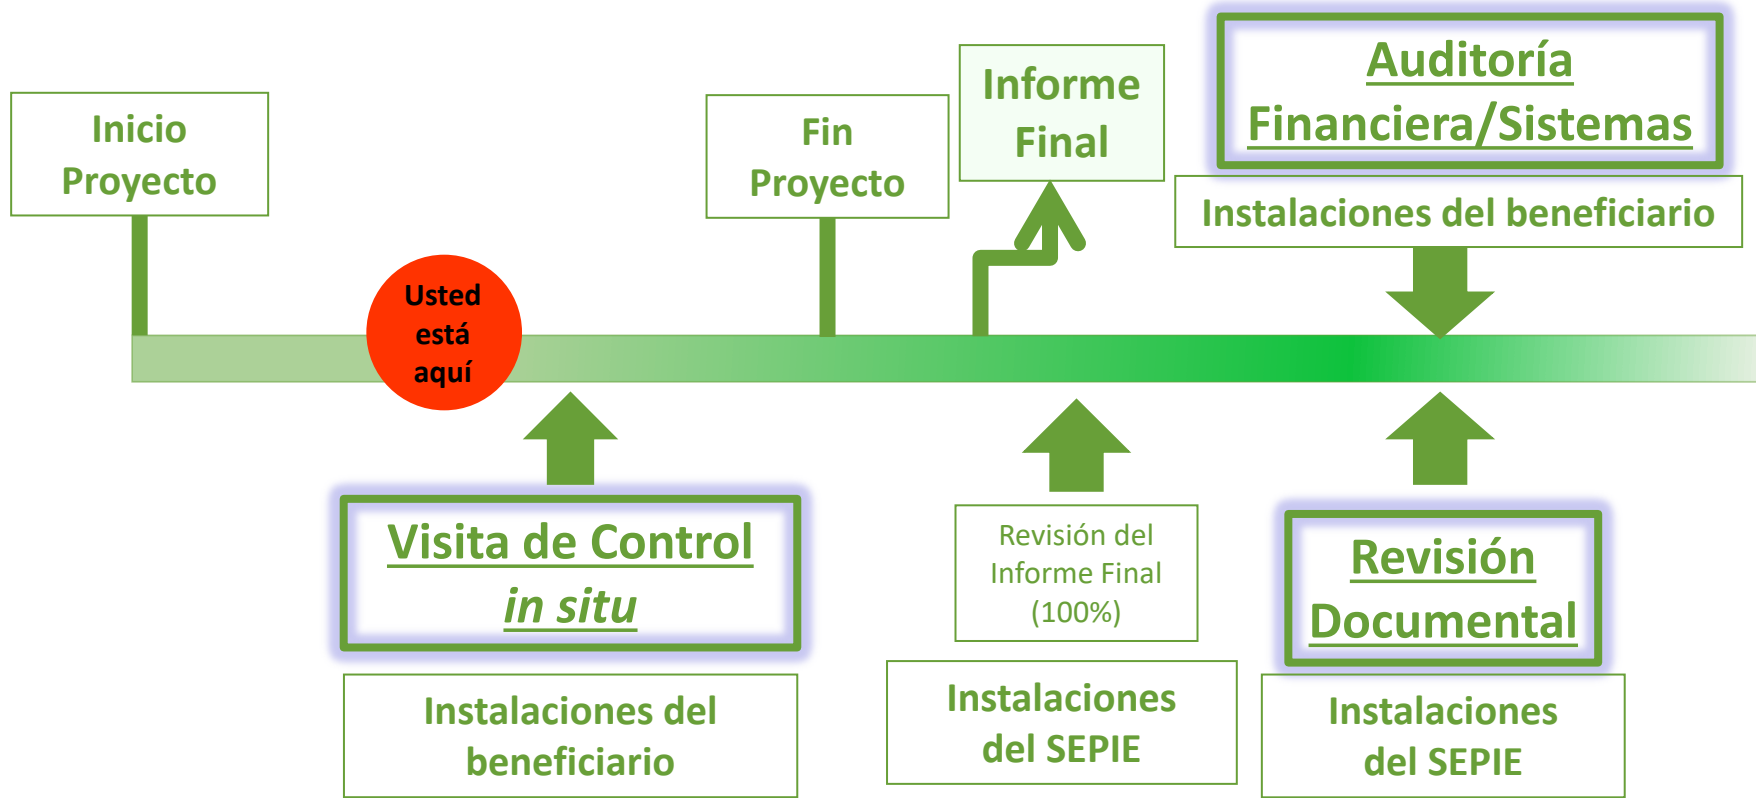 Inicio
Proyecto
Fin
Proyecto
Informe
Final
Auditoría
Financiera/Sistemas
Instalaciones del beneficiario
Usted
está
aquí
Visita de Control
in situ
Instalaciones del
beneficiario
Revisión del
Informe Final
(100%)
Instalaciones
del SEPIE
Revisión
Documental
Instalaciones
del SEPIE